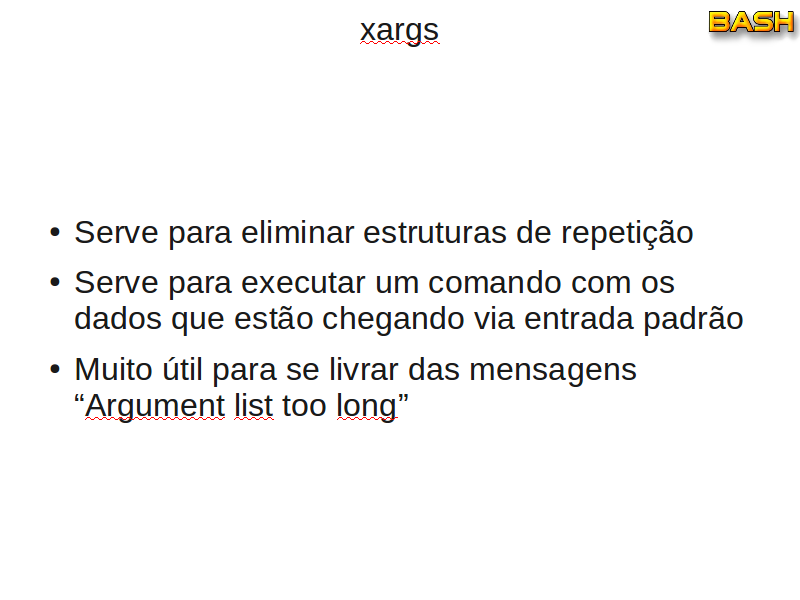 xargs
BASH
• Serve para eliminar estruturas de repetição
• Serve para executar um comando com os
dados que estão chegando via entrada padrão
• Muito útil para se livrar das mensagens
“Argument list too long”